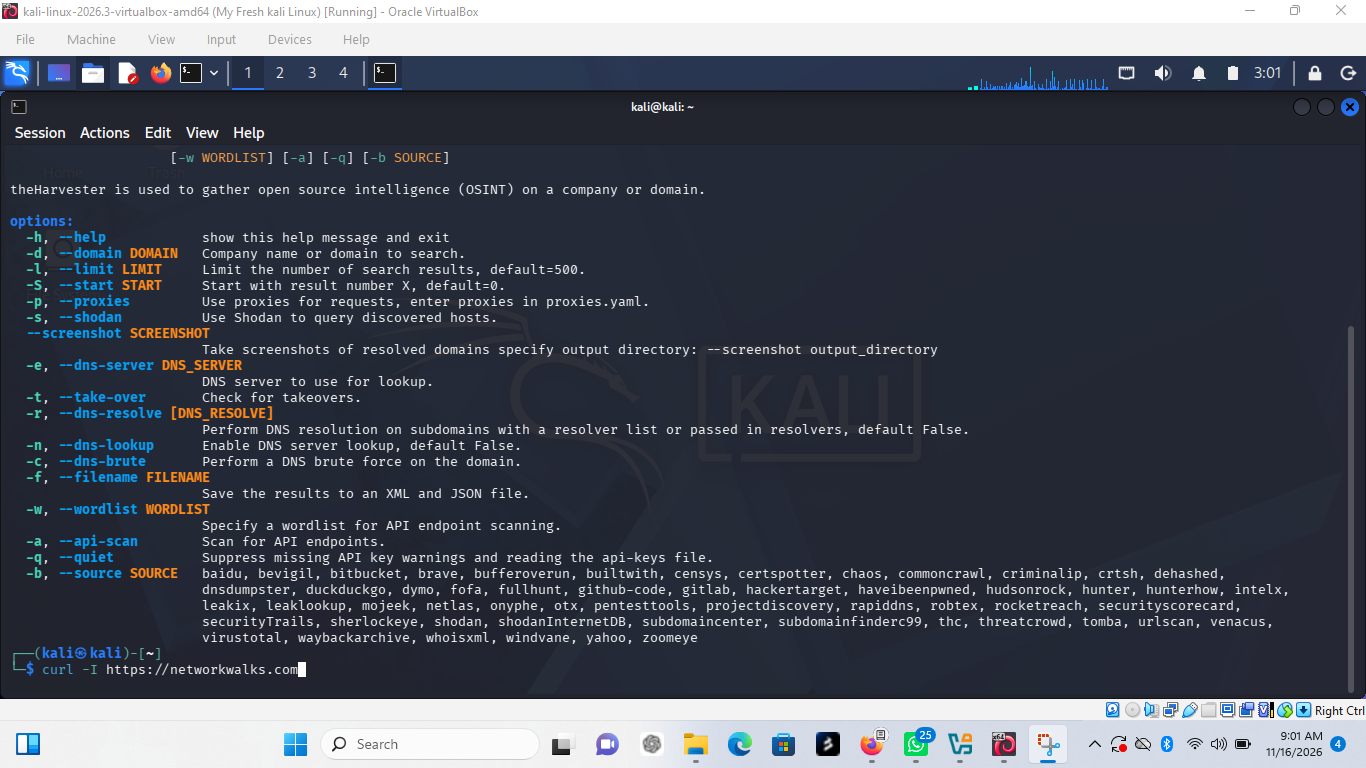 kali-linux-2026.3-virtualbox-amd64 (My Fresh kali Linux) [Running] - Oracle VirtualBox
File Machine View Input Devices Help
1 2 3 4 3:01
kali@kali: ~
Session Actions Edit View Help
[-w WORDLIST] [-a] [-q] [-b SOURCE]
Home Trash
theHarvester is used to gather open source intelligence (OSINT) on a company or domain.
options:
-h, --help show this help message and exit
-d, --domain DOMAIN Company name or domain to search.
-l, --limit LIMIT Limit the number of search results, default=500.
-S, --start START Start with result number X, default=0.
-p, --proxies Use proxies for requests, enter proxies in proxies.yaml.
-s, --shodan Use Shodan to query discovered hosts.
--screenshot SCREENSHOT
Take screenshots of resolved domains specify output directory: --screenshot output_directory
-e, --dns-server DNS_SERVER
DNS server to use for lookup.
-t, --take-over Check for takeovers.
-r, --dns-resolve [DNS_RESOLVE]
KALI
Perform DNS resolution on subdomains with a resolver list or passed in resolvers, default False.
-n, --dns-lookup Enable DNS server lookup, default False.
-c, --dns-brute Perform a DNS brute force on the domain.
-f, --filename FILENAME
Save the results to an XML and JSON file.
-w, --wordlist WORDLIST
Specify a wordlist for API endpoint scanning.
-a, --api-scan Scan for API endpoints.
-q, --quiet Suppress missing API key warnings and reading the api-keys file.
-b, --source SOURCE baidu, bevigil, bitbucket, brave, bufferoverun, builtwith, censys, certspotter, chaos, commoncrawl, criminalip, crtsh, dehashed,
dnsdumpster, duckduckgo, dymo, fofa, fullhunt, github-code, gitlab, hackertarget, haveibeenpwned, hudsonrock, hunter, hunterhow, intelx,
leakix, leaklookup, mojeek, netlas, onyphe, otx, pentesttools, projectdiscovery, rapiddns, robtex, rocketreach, securityscorecard,
securityTrails, sherlockeye, shodan, shodanInternetDB, subdomaincenter, subdomainfinderc99, thc, threatcrowd, tomba, urlscan, venacus,
virustotal, waybackarchive, whoisxml, windvane, yahoo, zoomeye
┌──(kali㉿kali)-[~]
└─$ curl -I https://networkwalks.com
Right Ctrl
Search 25 x64 9:01 AM
11/16/2026 4